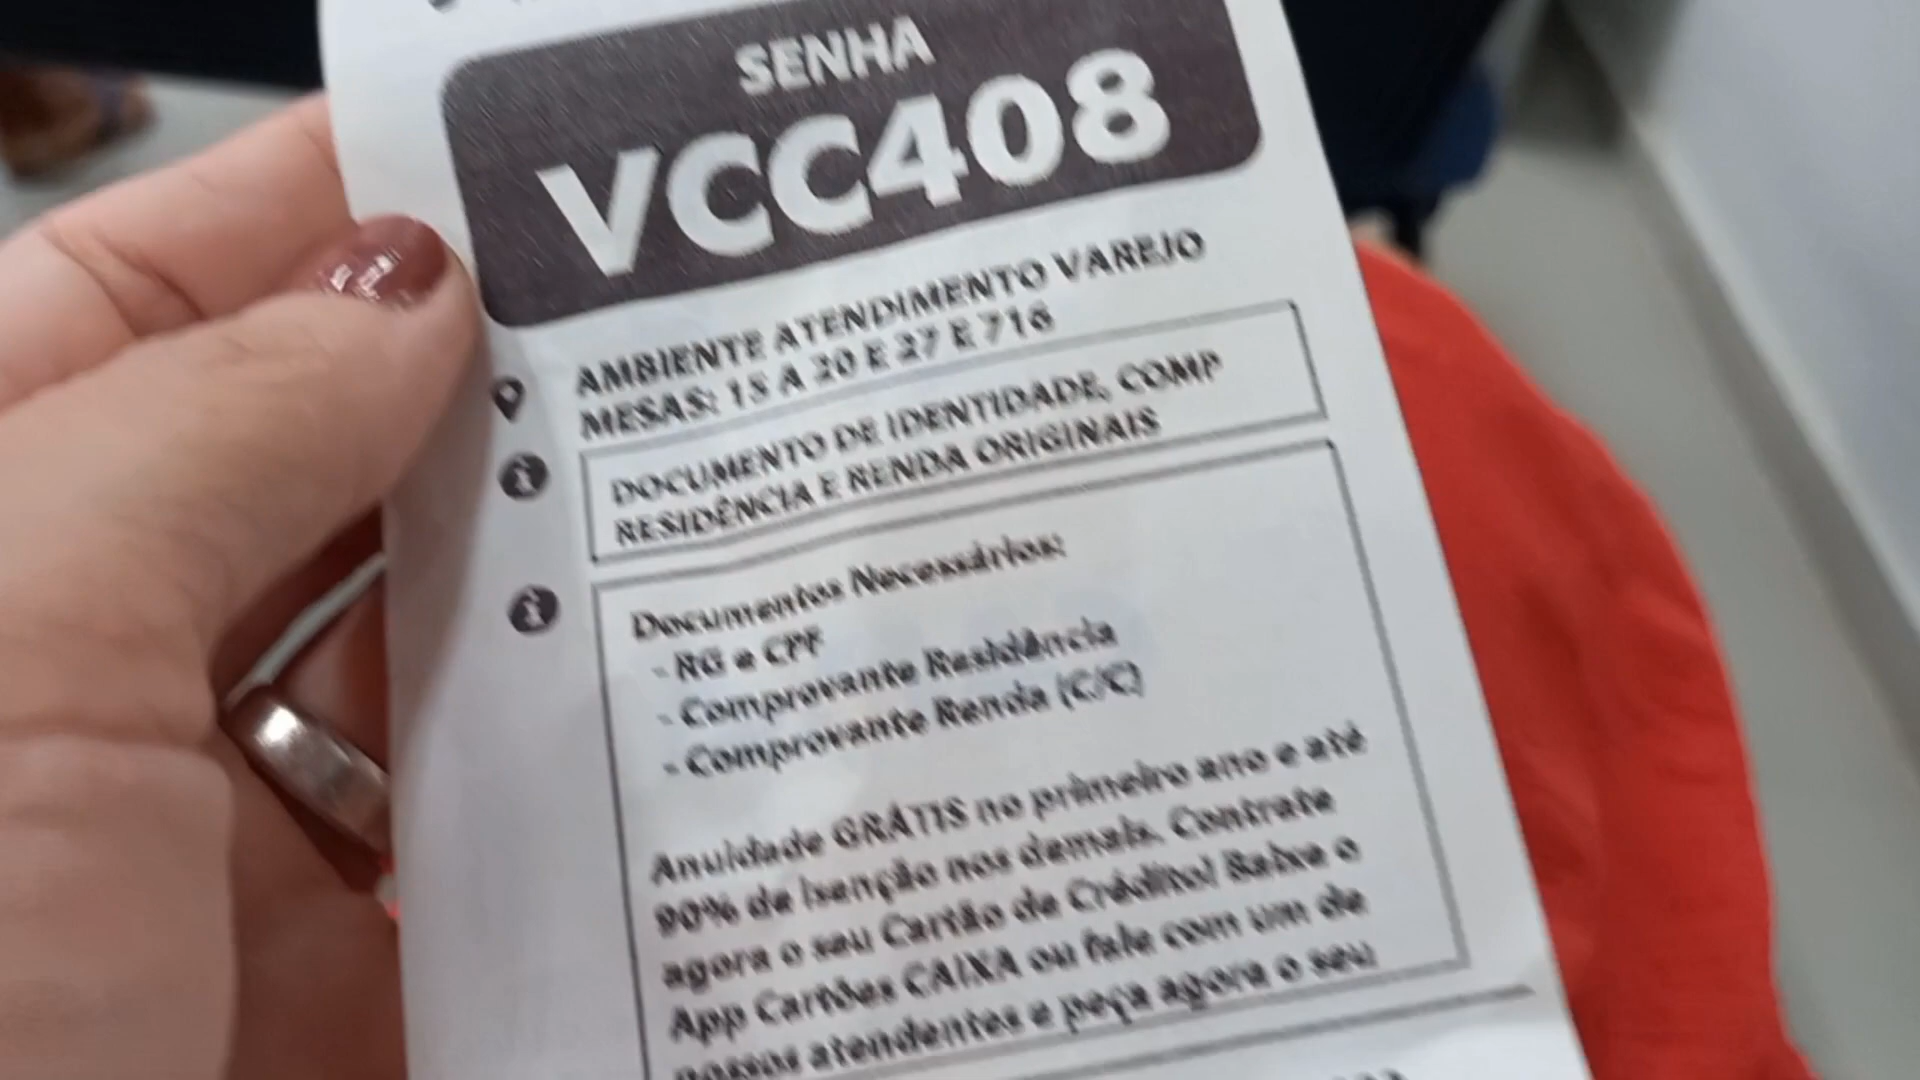 SENHA
VCC408
AMBIENTE ATENDIMENTO VAREJO
MESAS: 15 A 20 E 27 E 716
DOCUMENTO DE IDENTIDADE, COMP
RESIDÊNCIA E RENDA ORIGINAIS
Documentos Necessários:
- RG e CPF
- Comprovante Residência
- Comprovante Renda (C/C)
Anuidade GRÁTIS no primeiro ano e até
90% de isenção nos demais. Contrate
agora o seu Cartão de Crédito! Baixe o
App Cartões CAIXA ou fale com um de
nossos atendentes e peça agora o seu